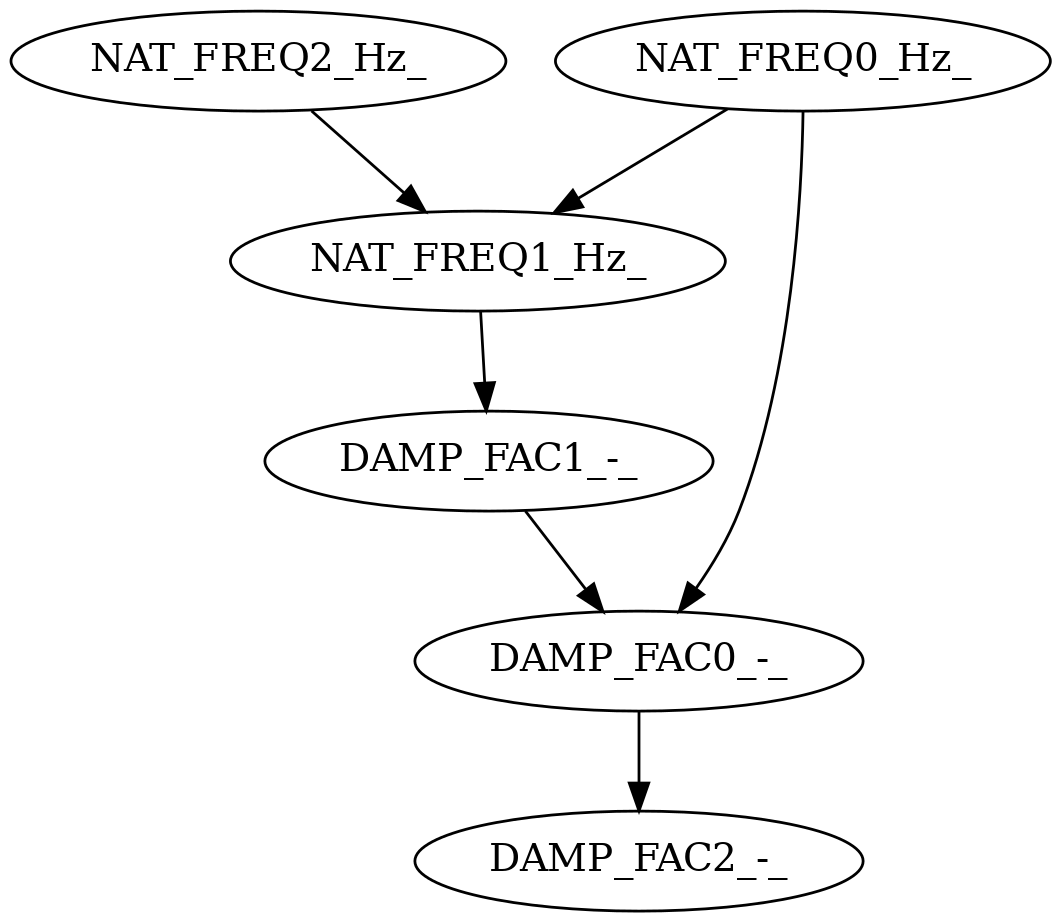 NAT_FREQ2_Hz_
NAT_FREQ0_Hz_
NAT_FREQ1_Hz_
DAMP_FAC1_-_
DAMP_FAC0_-_
DAMP_FAC2_-_